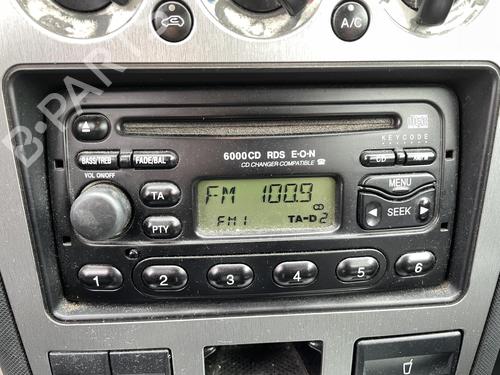 A/C
B-PARTS
KEYCODE
6000CD RDS E·O·N
CD CHANGER COMPATIBLE
BASS/TREB FADE/BAL
CD
VOL ON/OFF
MENU
TA
PTY
FM 100.9
CD
FM1 TA-D2
SEEK
1 2 3 4 5 6